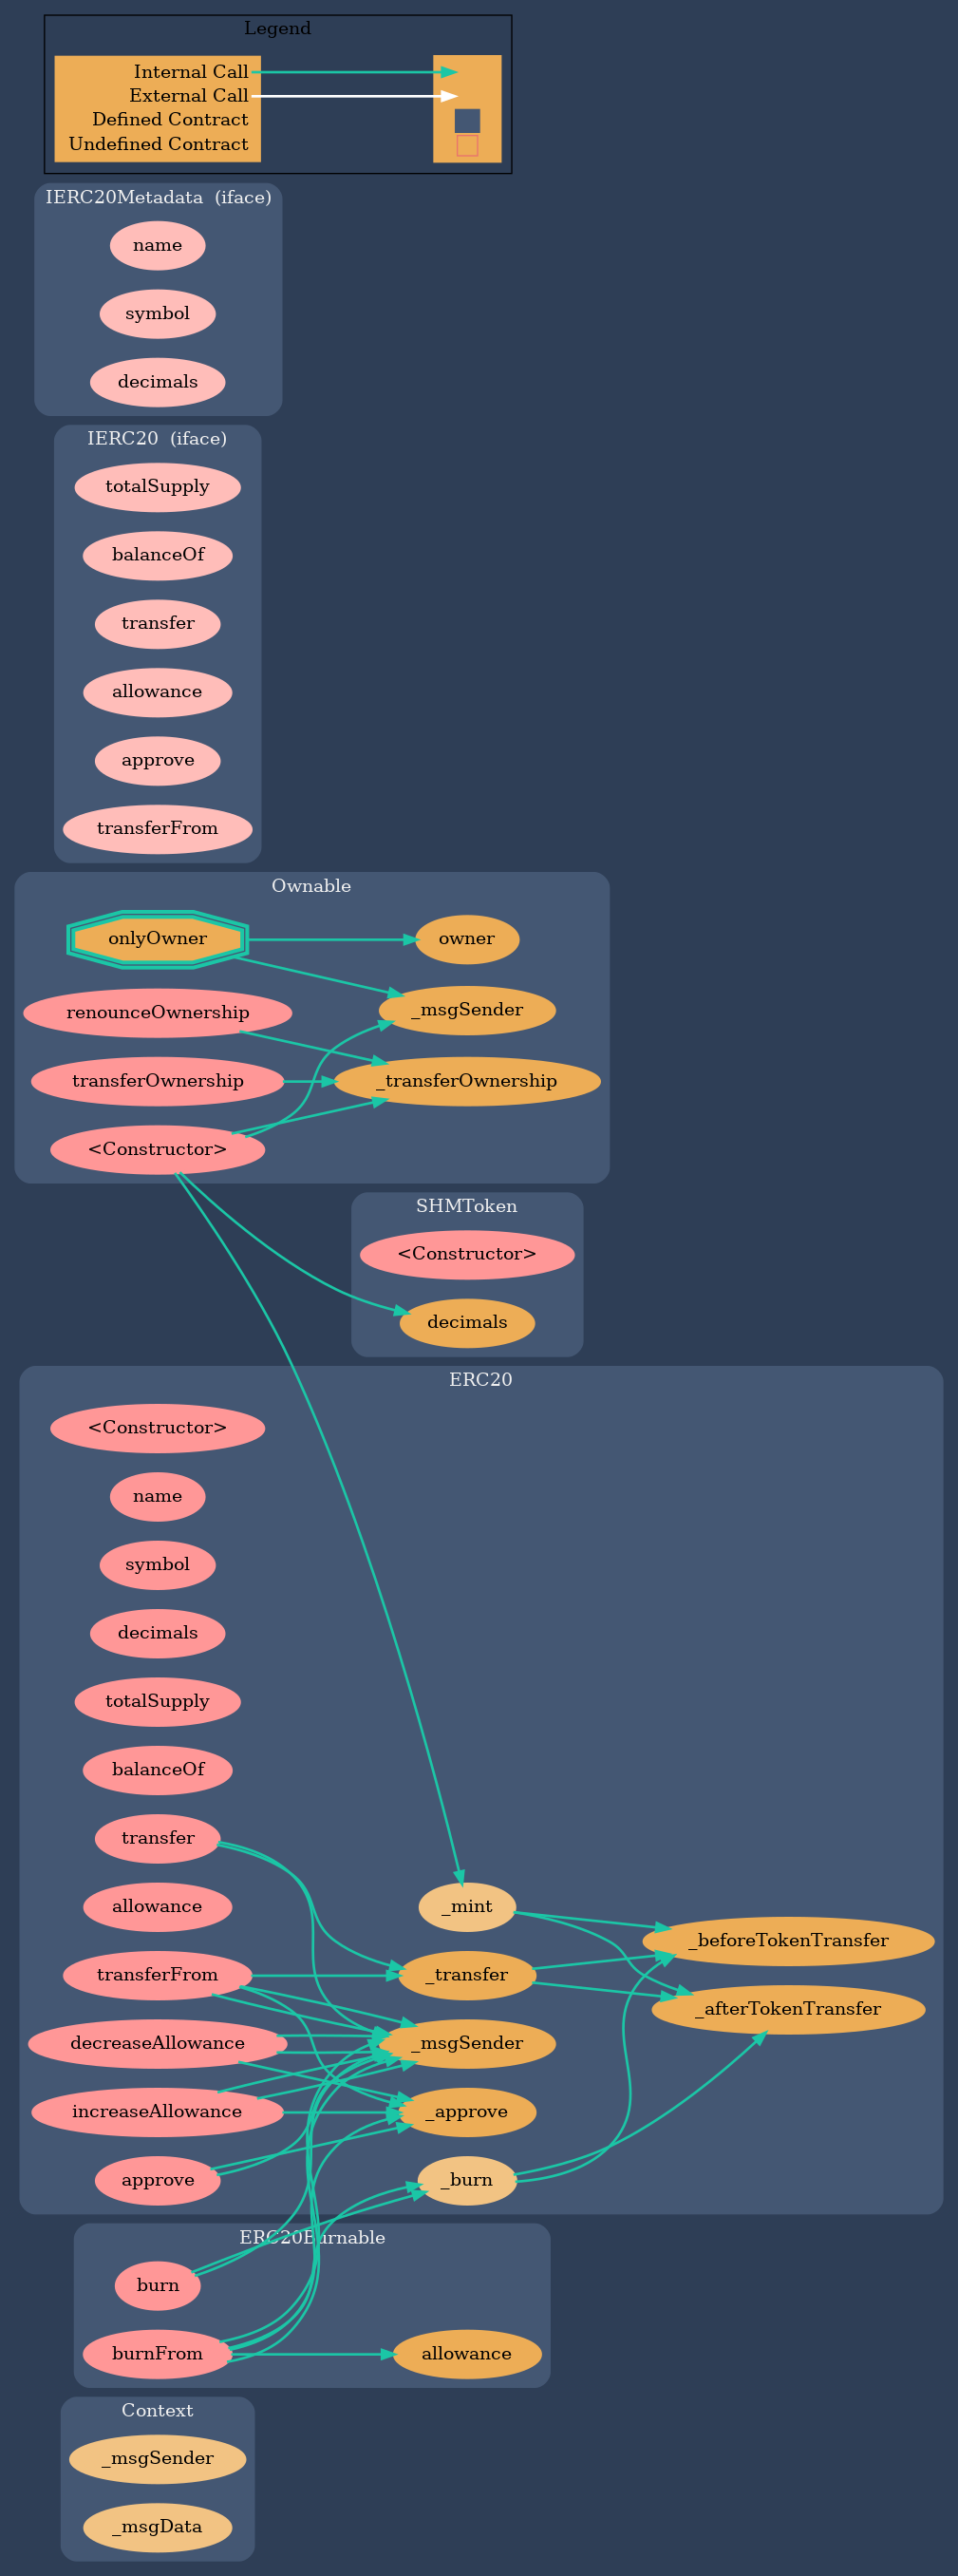 Legend
Internal Call
External Call
Defined Contract
Undefined Contract
IERC20Metadata (iface)
name
symbol
decimals
IERC20 (iface)
totalSupply
balanceOf
transfer
allowance
approve
transferFrom
Ownable
onlyOwner
owner
_msgSender
renounceOwnership
transferOwnership
_transferOwnership
<Constructor>
SHMToken
<Constructor>
decimals
ERC20
<Constructor>
name
symbol
decimals
totalSupply
balanceOf
transfer
allowance
_mint
_beforeTokenTransfer
transferFrom
_transfer
_afterTokenTransfer
decreaseAllowance
_msgSender
increaseAllowance
_approve
approve
_burn
ERC20Burnable
burn
burnFrom
allowance
Context
_msgSender
_msgData